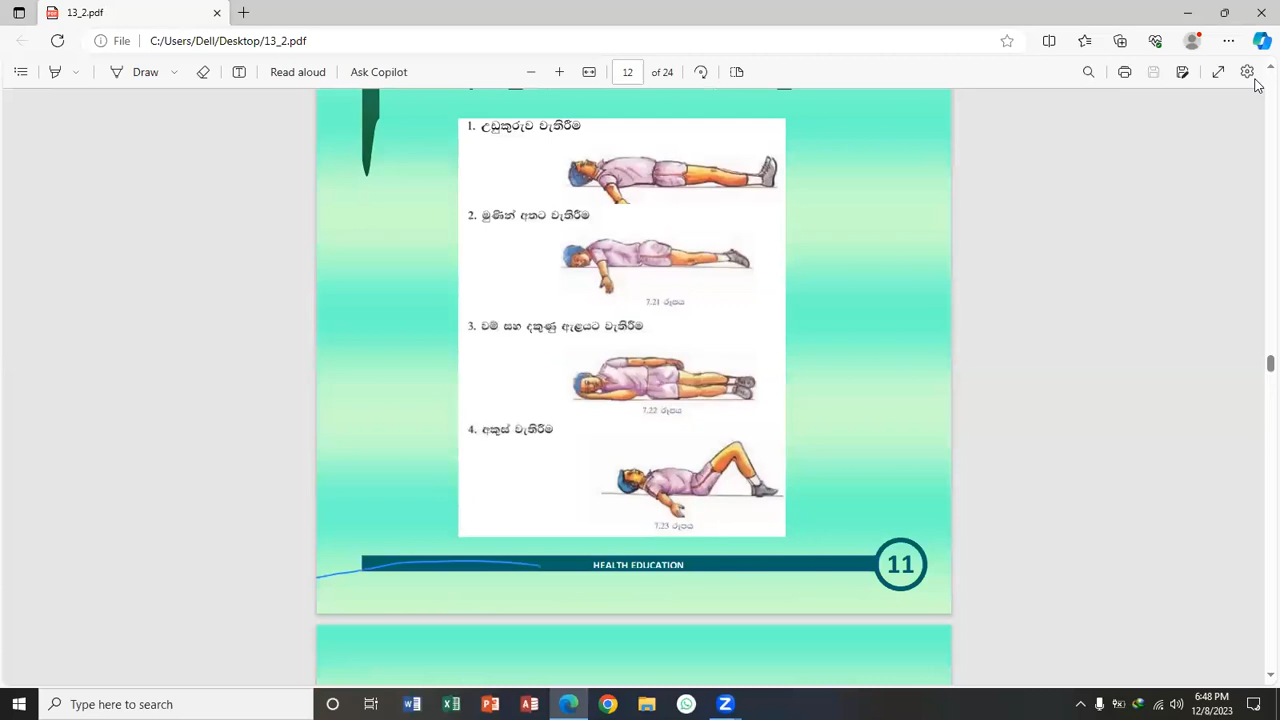 13_2.pdf
File C:/Users/Dell/Desktop/13_2.pdf
Draw Read aloud Ask Copilot 12 of 24
1. උඩුකුරුව වැතිරීම
2. මුණින් අතට වැතිරීම
7.21 රූපය
3. වම් සහ දකුණු ඇළයට වැතිරීම
7.22 රූපය
4. අකුස් වැතිරීම
7.23 රූපය
HEALTH EDUCATION 11
Type here to search
6:48 PM
12/8/2023